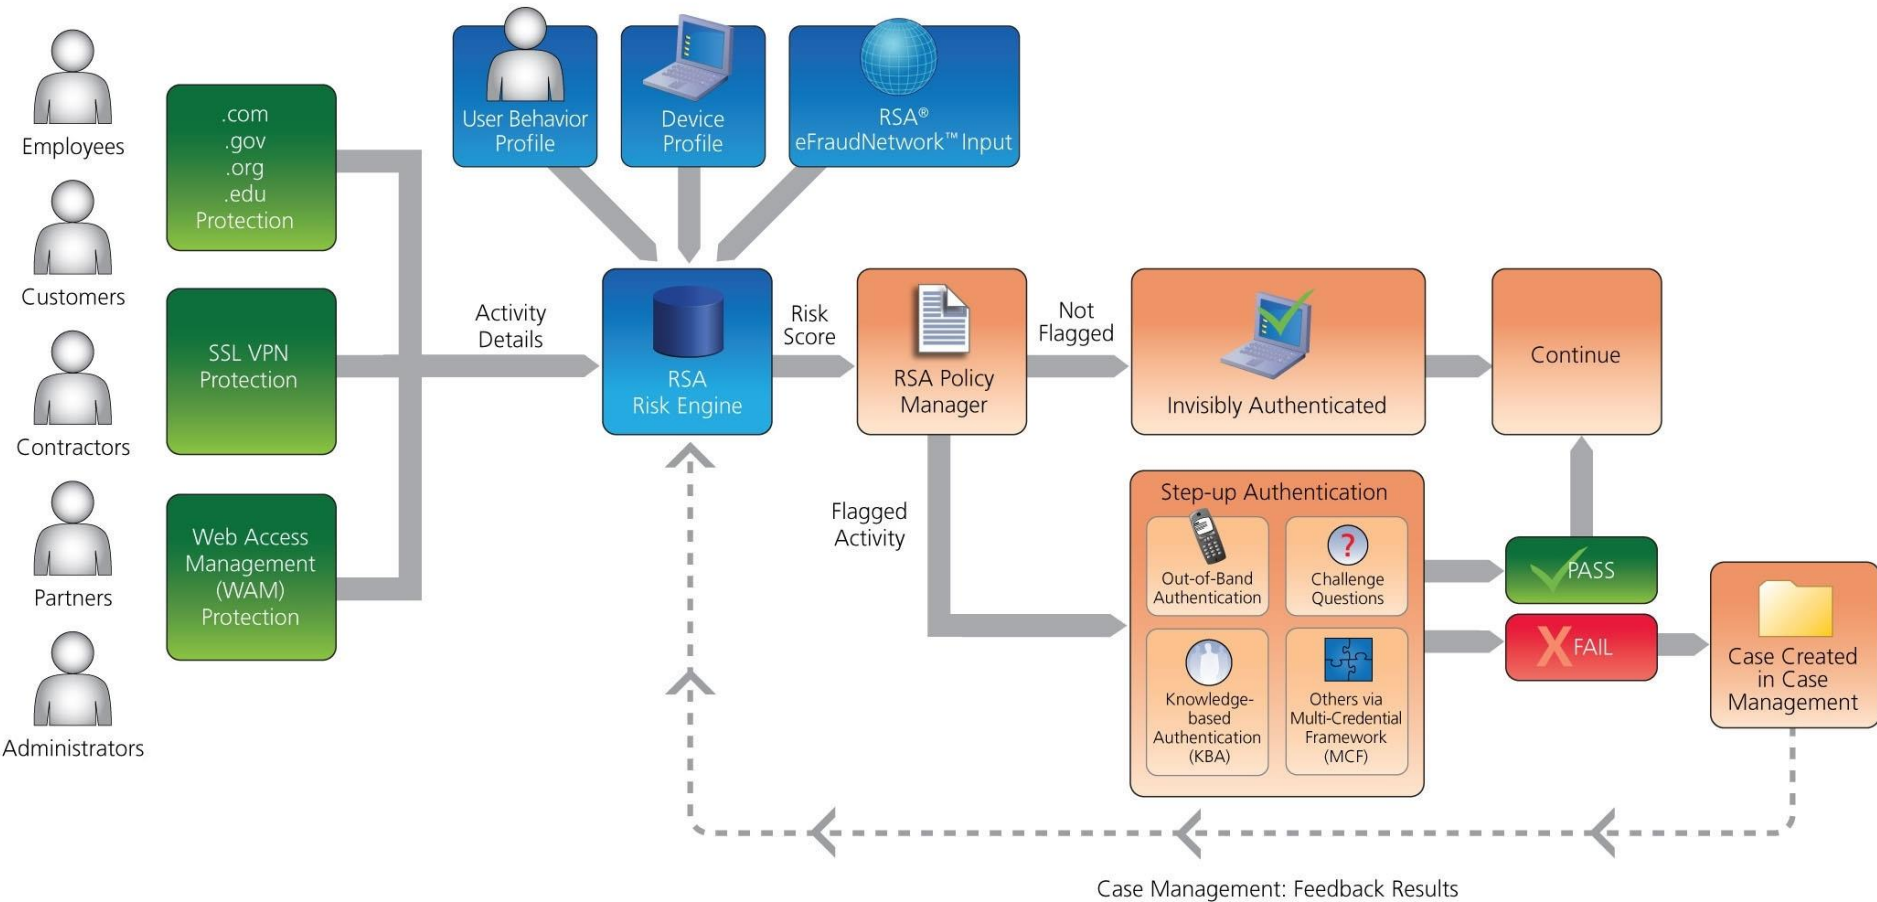 Employees
Customers
Contractors
Partners
Administrators
.com
.gov
.org
.edu
Protection
SSL VPN
Protection
Web Access
Management
(WAM)
Protection
User Behavior
Profile
Device
Profile
RSA®
eFraudNetwork™ Input
Activity
Details
RSA
Risk Engine
Risk
Score
RSA Policy
Manager
Not
Flagged
Invisibly Authenticated
Continue
Flagged
Activity
Step-up Authentication
Out-of-Band
Authentication
?
Challenge
Questions
Knowledge-
based
Authentication
(KBA)
Others via
Multi-Credential
Framework
(MCF)
PASS
X FAIL
Case Created
in Case
Management
Case Management: Feedback Results